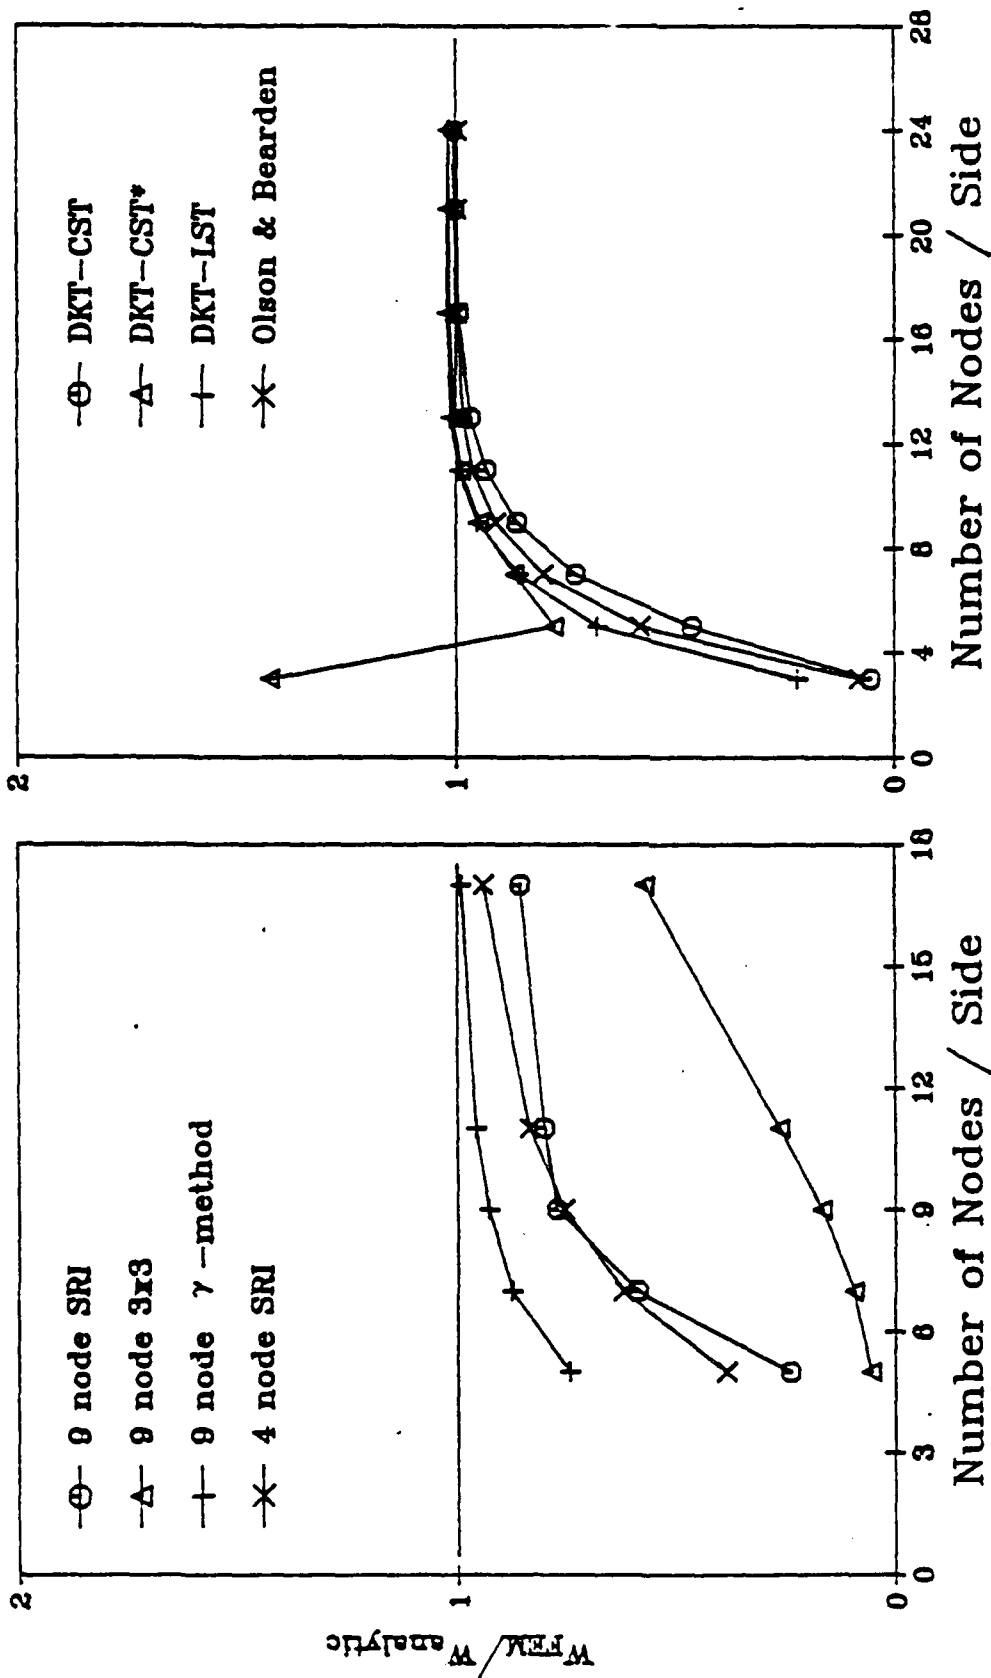 W FEM / W analytic
2
1
0
0 3 6 9 12 15 18
Number of Nodes / Side
9 node SRI
9 node 3x3
9 node γ-method
4 node SRI
2
1
0
0 4 8 12 16 20 24 28
Number of Nodes / Side
DKT-CST
DKT-CST*
DKT-LST
Olson & Bearden